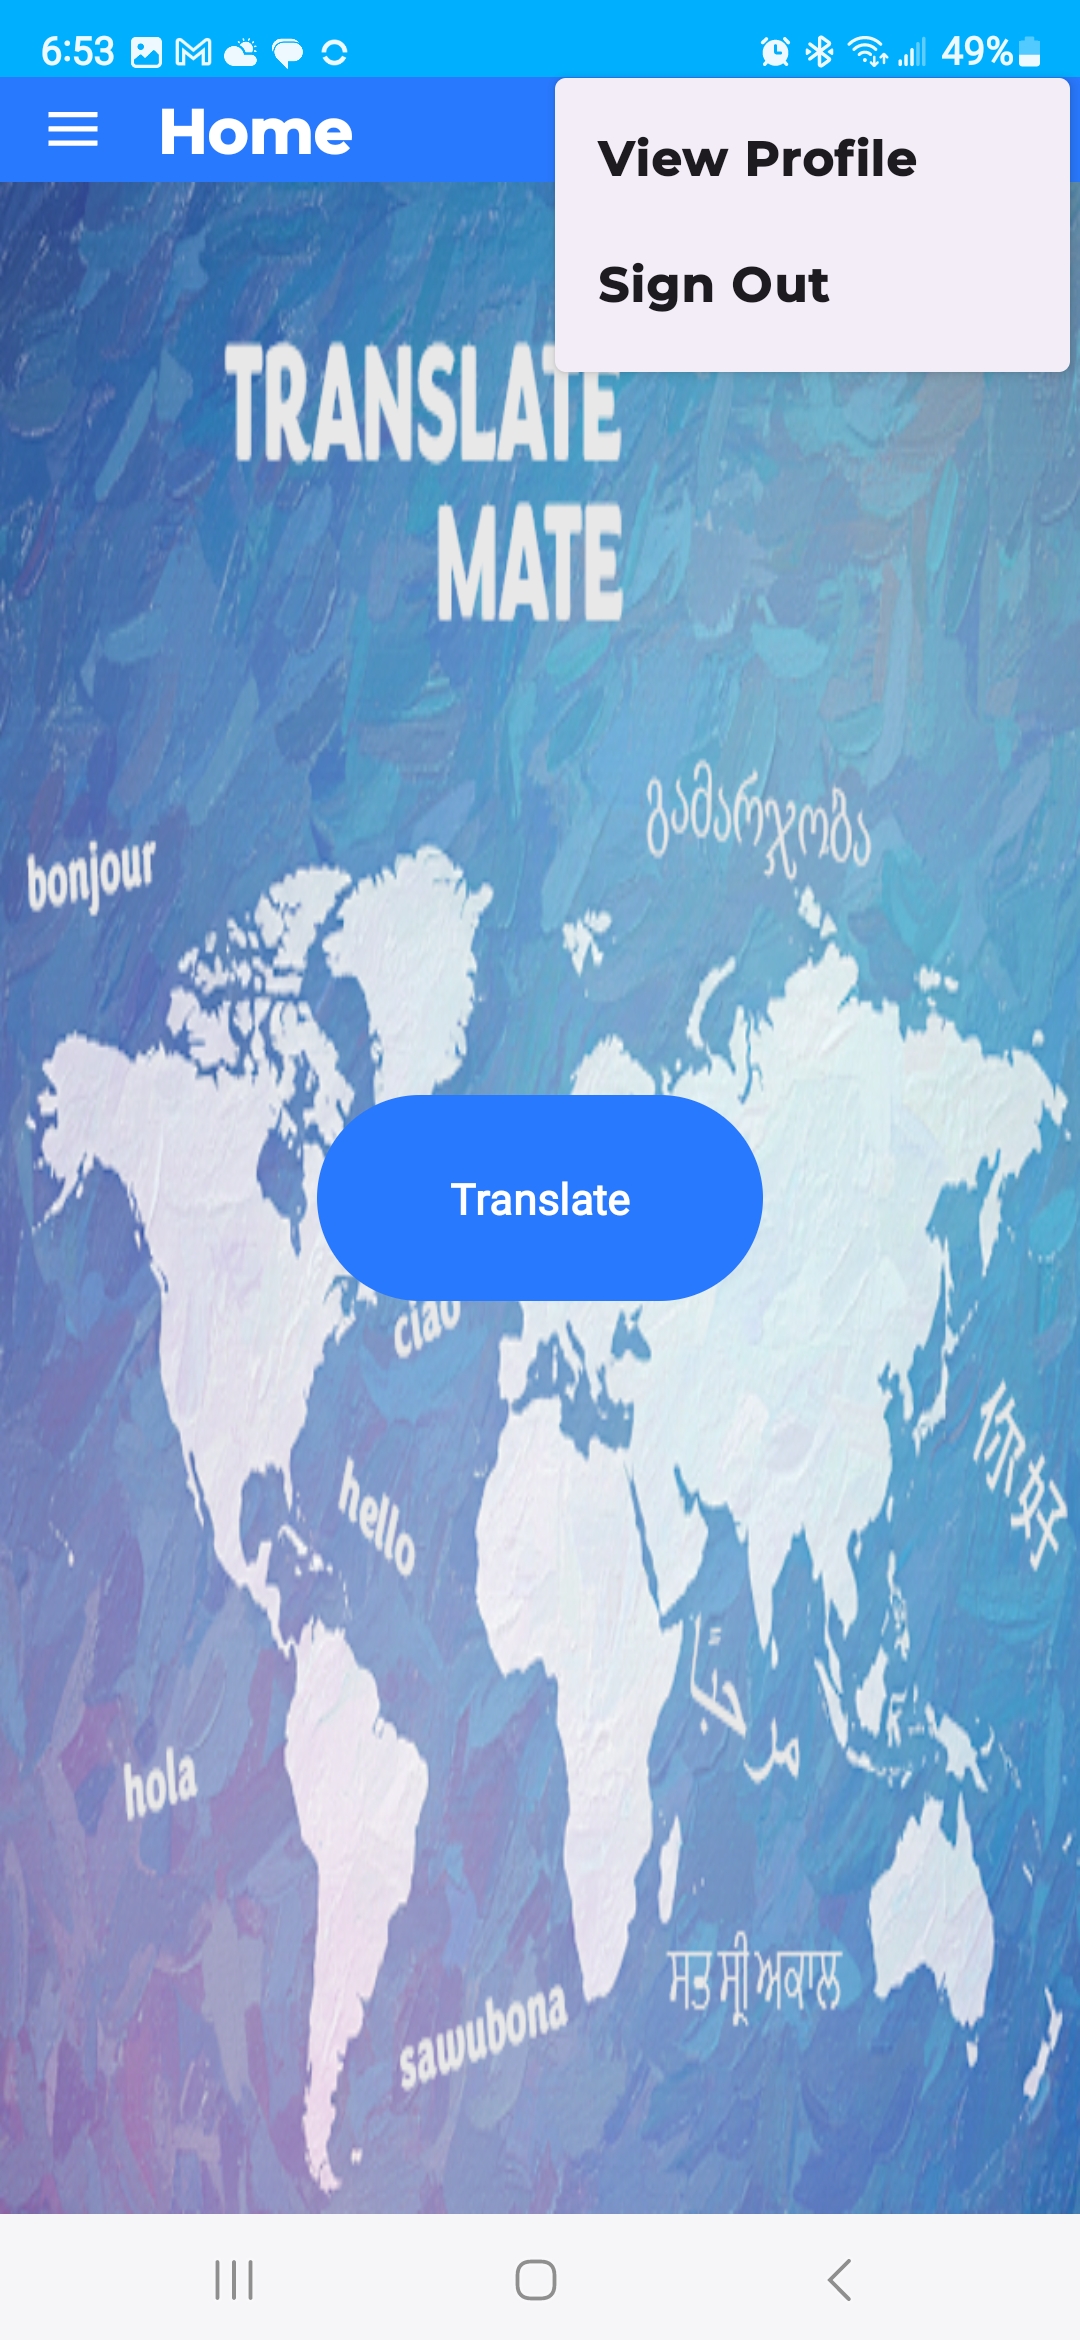 6:53
49%
Home
View Profile
Sign Out
TRANSLATE
MATE
გამარჯობა
bonjour
Translate
ciao
你好
hello
مرحبًا
hola
ਸਤ ਸ੍ਰੀ ਅਕਾਲ
sawubona